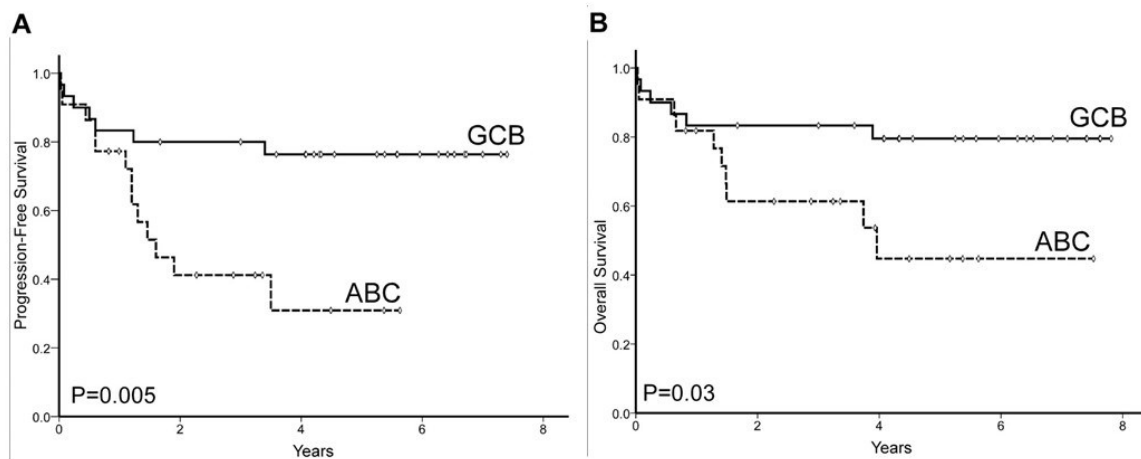 A
Progression-Free Survival
1.0
0.8
0.6
0.4
0.2
0.0
GCB
ABC
P=0.005
0 2 4 6 8
Years
B
Overall Survival
1.0
0.8
0.6
0.4
0.2
0.0
GCB
ABC
P=0.03
0 2 4 6 8
Years